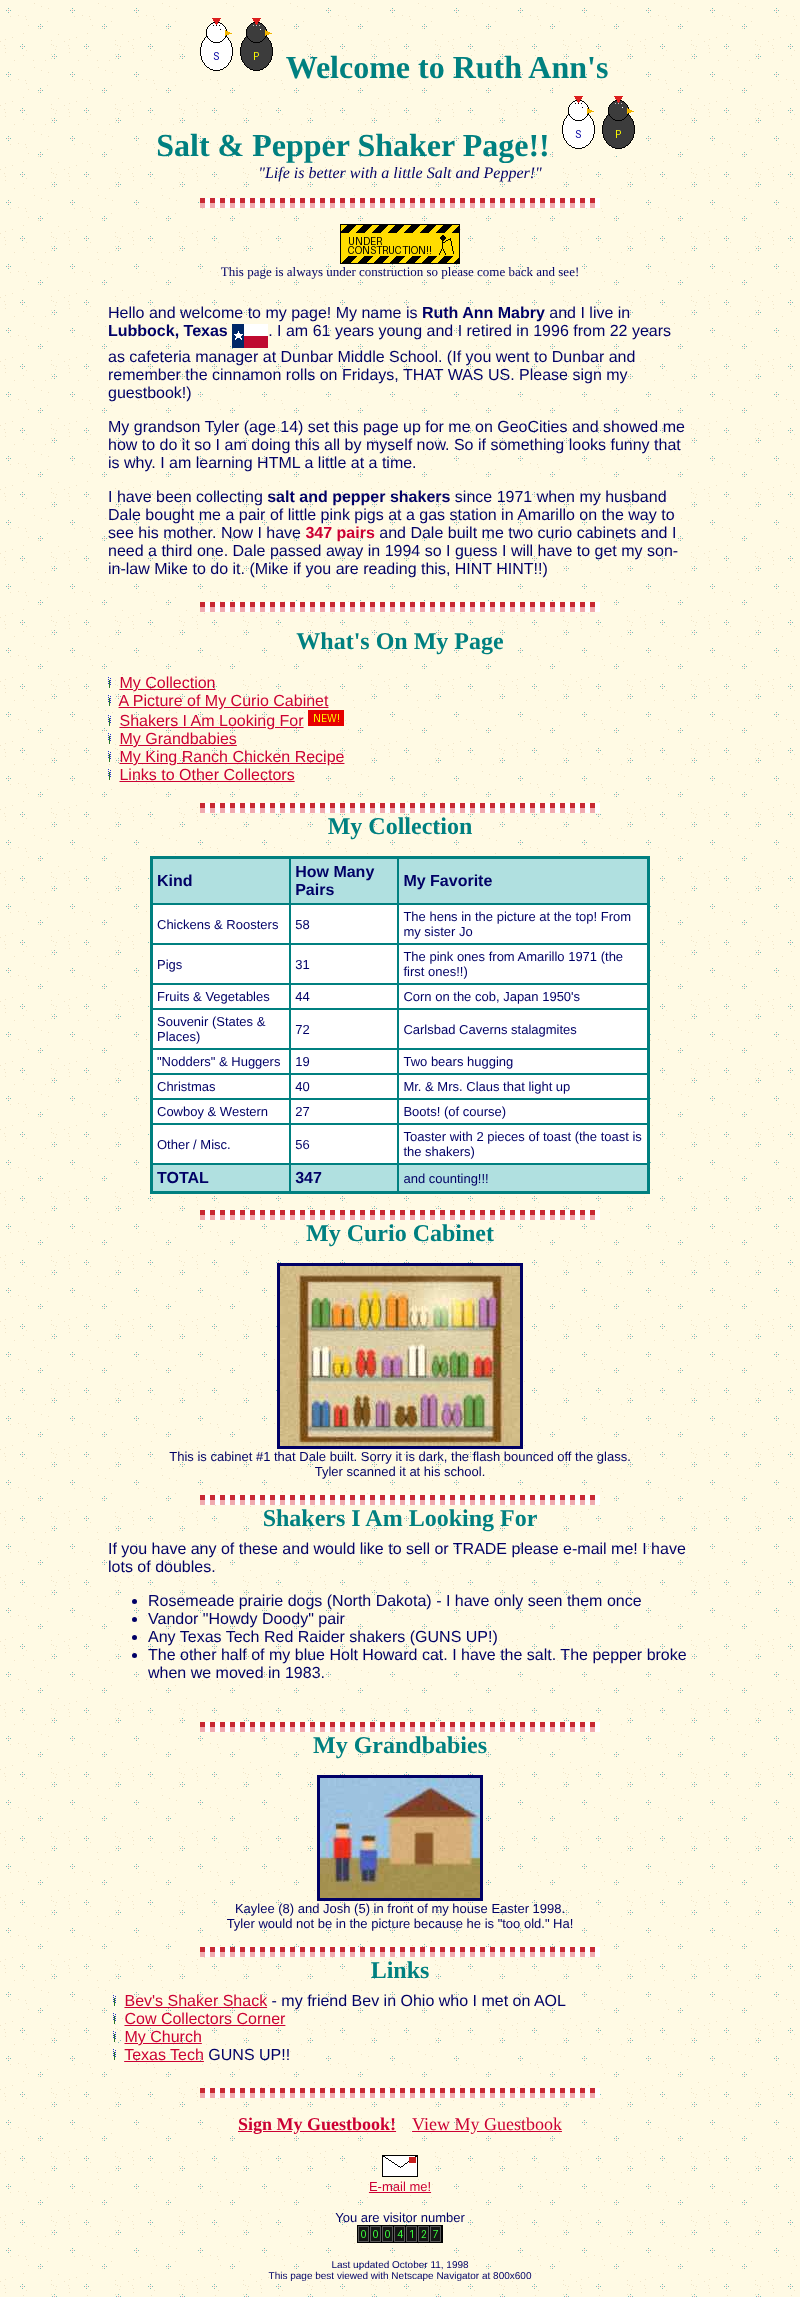 S P Welcome to Ruth Ann's
Salt & Pepper Shaker Page!! S P
"Life is better with a little Salt and Pepper!"
UNDER
CONSTRUCTION!!
This page is always under construction so please come back and see!
Hello and welcome to my page! My name is Ruth Ann Mabry and I live in
Lubbock, Texas . I am 61 years young and I retired in 1996 from 22 years
as cafeteria manager at Dunbar Middle School. (If you went to Dunbar and
remember the cinnamon rolls on Fridays, THAT WAS US. Please sign my
guestbook!)
My grandson Tyler (age 14) set this page up for me on GeoCities and showed me
how to do it so I am doing this all by myself now. So if something looks funny that
is why. I am learning HTML a little at a time.
I have been collecting salt and pepper shakers since 1971 when my husband
Dale bought me a pair of little pink pigs at a gas station in Amarillo on the way to
see his mother. Now I have 347 pairs and Dale built me two curio cabinets and I
need a third one. Dale passed away in 1994 so I guess I will have to get my son-
in-law Mike to do it. (Mike if you are reading this, HINT HINT!!)
What's On My Page
My Collection
A Picture of My Curio Cabinet
Shakers I Am Looking For NEW!
My Grandbabies
My King Ranch Chicken Recipe
Links to Other Collectors
My Collection
Kind How Many Pairs My Favorite
Chickens & Roosters 58 The hens in the picture at the top! From my sister Jo
Pigs 31 The pink ones from Amarillo 1971 (the first ones!!)
Fruits & Vegetables 44 Corn on the cob, Japan 1950's
Souvenir (States & Places) 72 Carlsbad Caverns stalagmites
"Nodders" & Huggers 19 Two bears hugging
Christmas 40 Mr. & Mrs. Claus that light up
Cowboy & Western 27 Boots! (of course)
Other / Misc. 56 Toaster with 2 pieces of toast (the toast is the shakers)
TOTAL 347 and counting!!!
My Curio Cabinet
This is cabinet #1 that Dale built. Sorry it is dark, the flash bounced off the glass.
Tyler scanned it at his school.
Shakers I Am Looking For
If you have any of these and would like to sell or TRADE please e-mail me! I have
lots of doubles.
• Rosemeade prairie dogs (North Dakota) - I have only seen them once
• Vandor "Howdy Doody" pair
• Any Texas Tech Red Raider shakers (GUNS UP!)
• The other half of my blue Holt Howard cat. I have the salt. The pepper broke
when we moved in 1983.
My Grandbabies
Kaylee (8) and Josh (5) in front of my house Easter 1998.
Tyler would not be in the picture because he is "too old." Ha!
Links
Bev's Shaker Shack - my friend Bev in Ohio who I met on AOL
Cow Collectors Corner
My Church
Texas Tech GUNS UP!!
Sign My Guestbook! View My Guestbook
E-mail me!
You are visitor number
0004127
Last updated October 11, 1998
This page best viewed with Netscape Navigator at 800x600